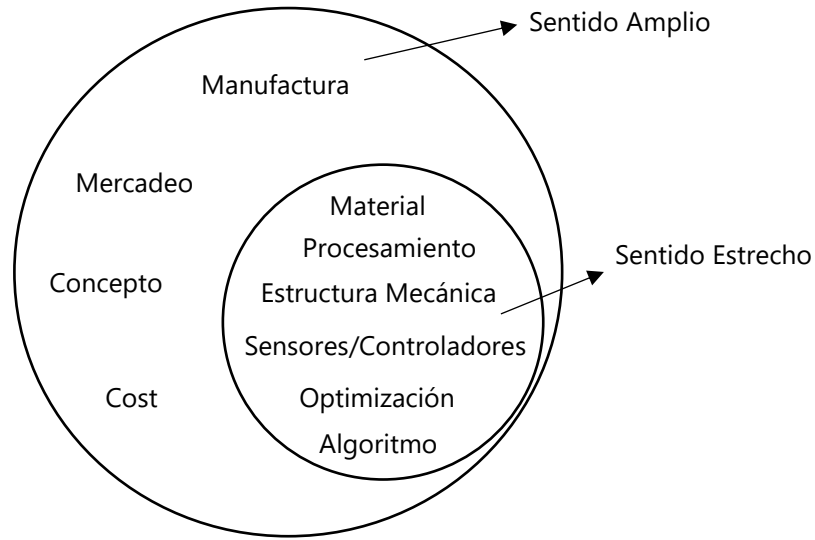 Sentido Amplio
Manufactura
Mercadeo
Material
Procesamiento
Sentido Estrecho
Concepto
Estructura Mecánica
Sensores/Controladores
Cost
Optimización
Algoritmo